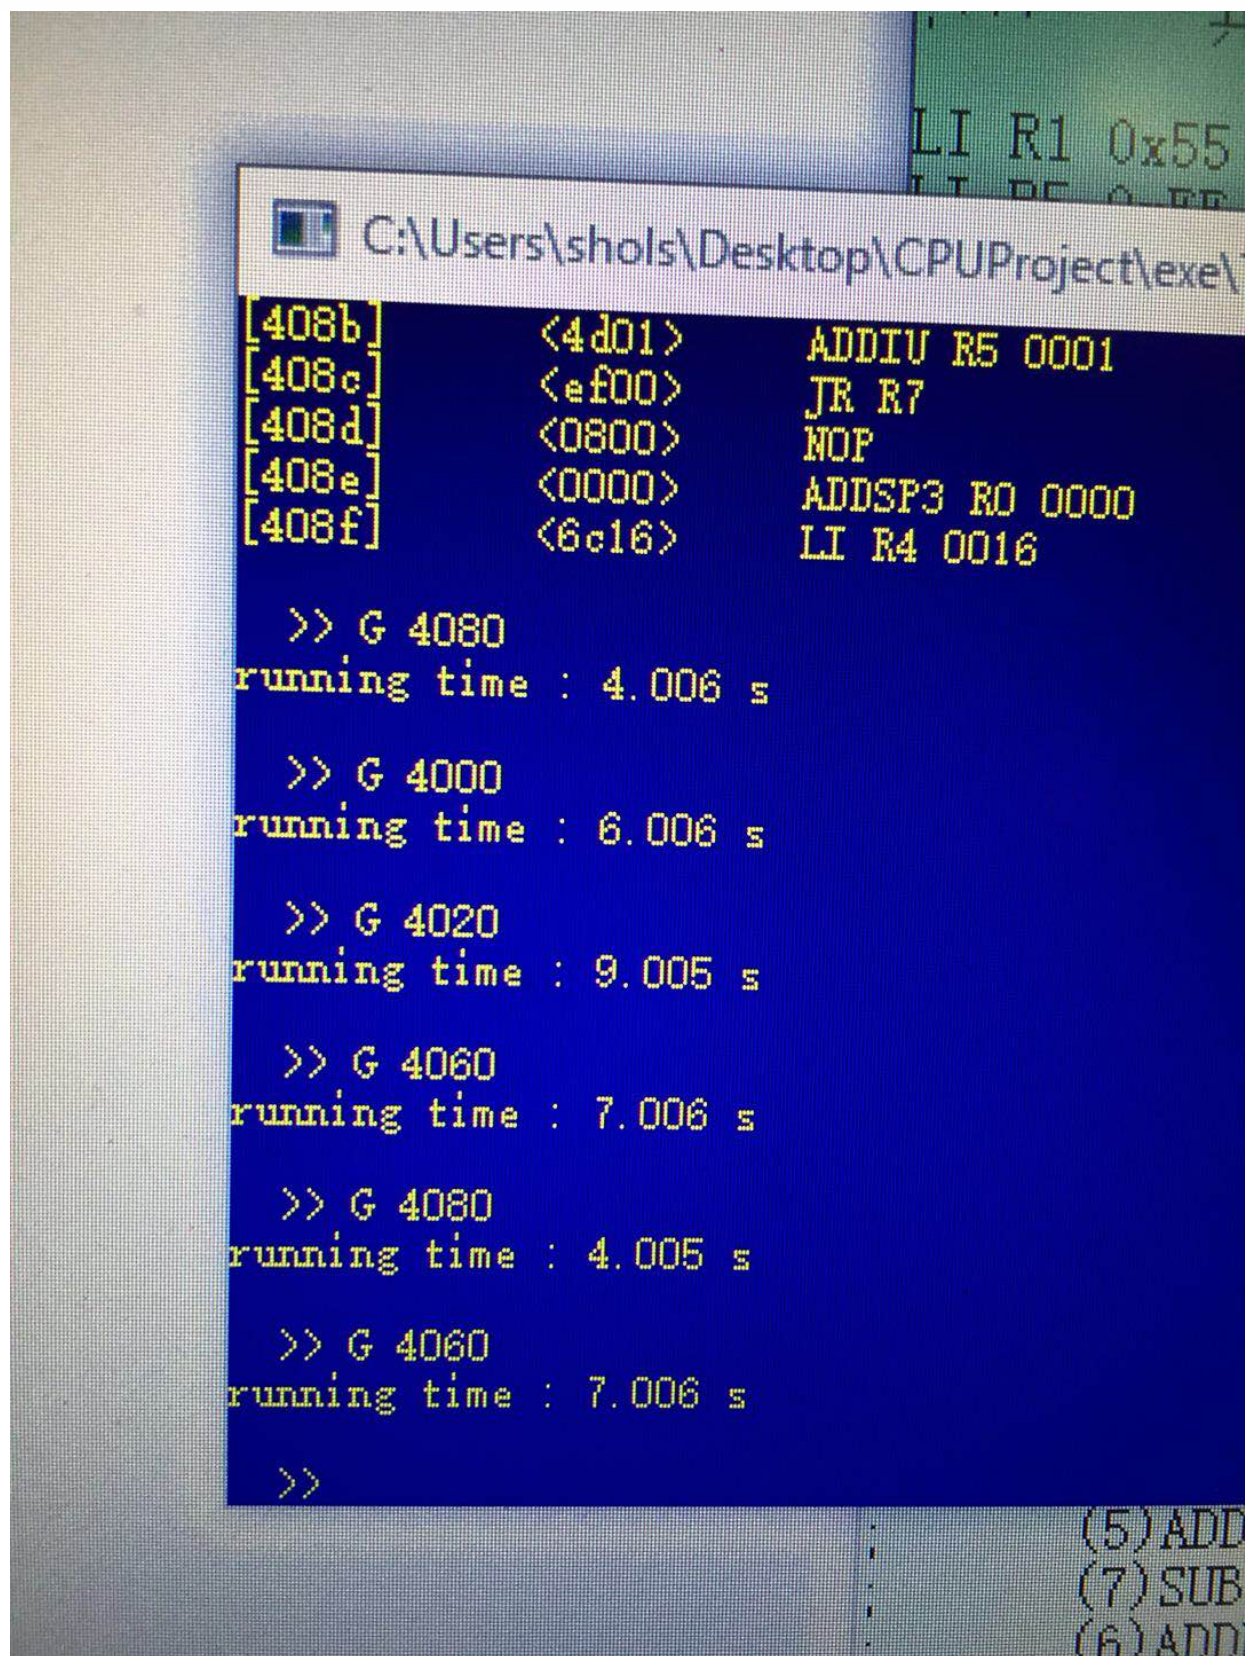 LI R1 0x55
C:\Users\shols\Desktop\CPUProject\exe\
[408b] <4d01> ADDIU R5 0001
[408c] <ef00> JR R7
[408d] <0800> NOP
[408e] <0000> ADDSP3 R0 0000
[408f] <6c16> LI R4 0016
>> G 4080
running time : 4.006 s
>> G 4000
running time : 6.006 s
>> G 4020
running time : 9.005 s
>> G 4060
running time : 7.006 s
>> G 4080
running time : 4.005 s
>> G 4060
running time : 7.006 s
>>
; (5)ADD
; (7)SUB
; (6)ADD